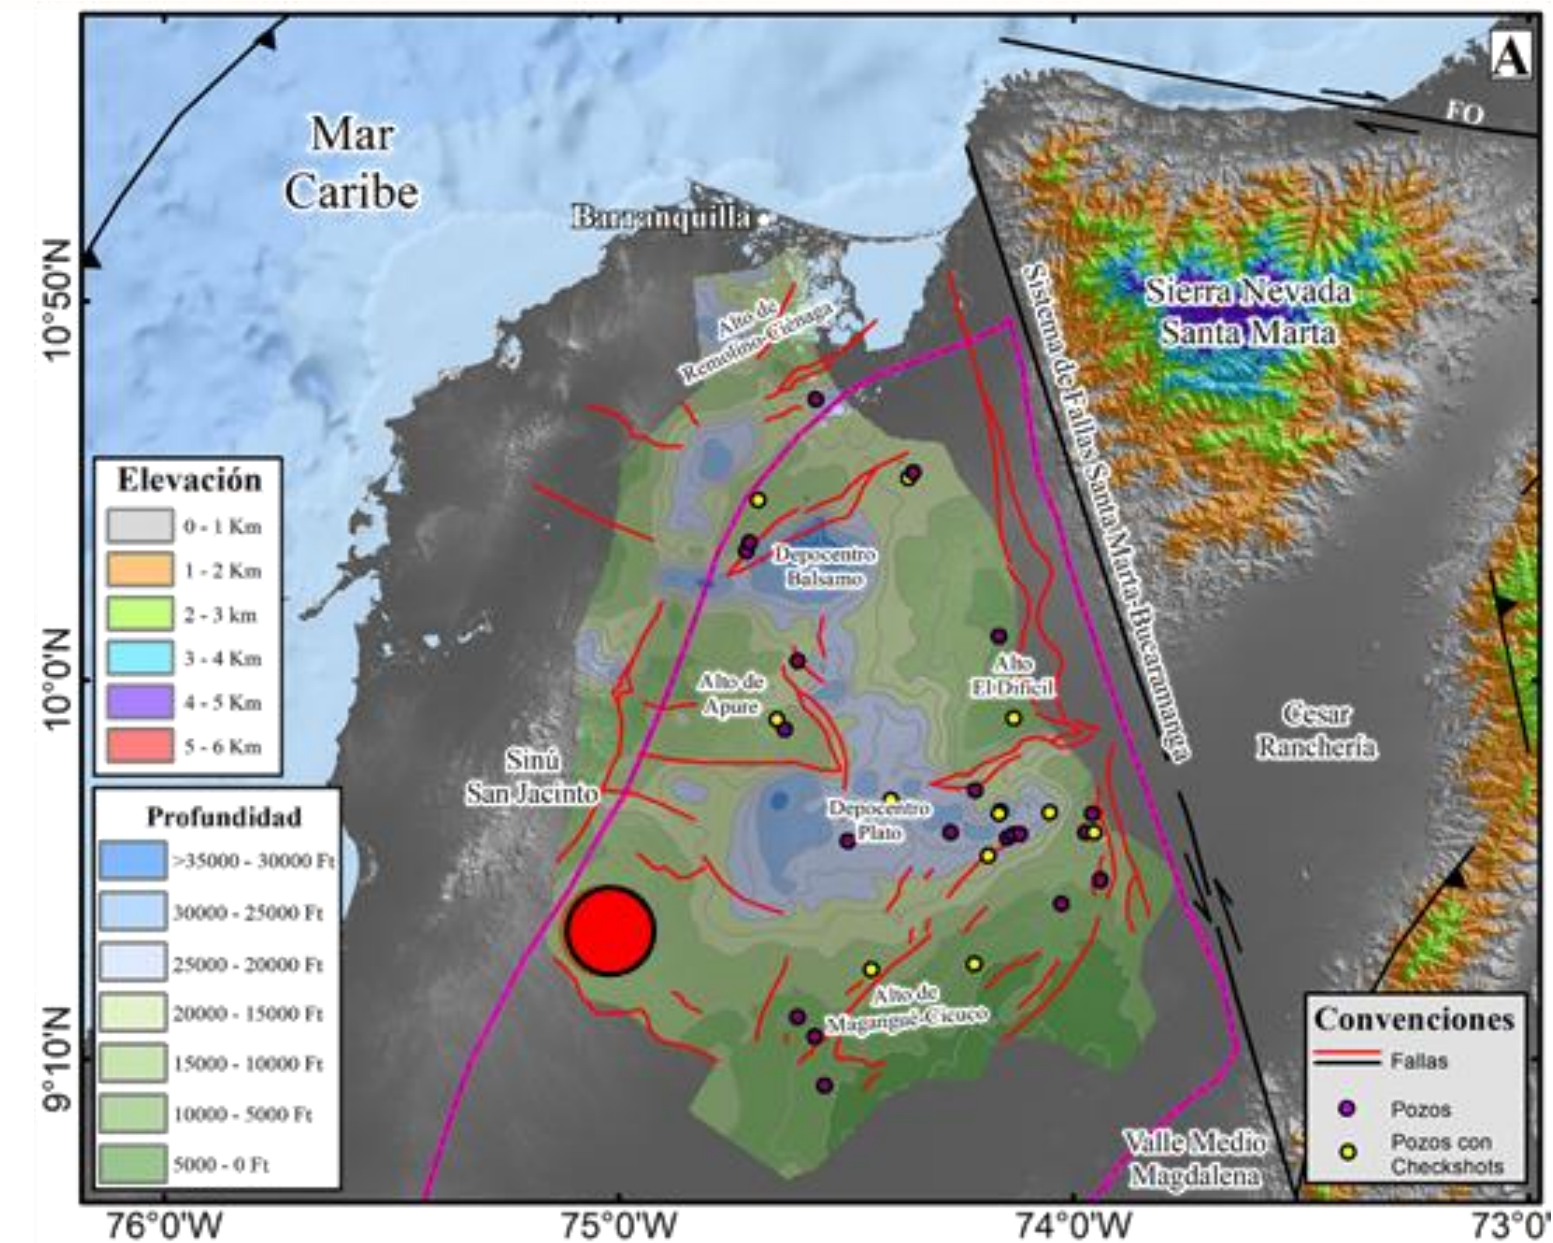 A
FO
Mar
Caribe
Barranquilla
10°50'N
Sierra Nevada
Santa Marta
Sistema de Fallas Santa Marta-Bucaramanga
Alto de
Remolino-Ciénaga
Elevación
0 - 1 Km
1 - 2 Km
2 - 3 km
3 - 4 Km
4 - 5 Km
5 - 6 Km
Depocentro
Balsamo
10°0'N
Alto de
Apure
Alto
El Dificil
Cesar
Ranchería
Sinú
San Jacinto
Depocentro
Plato
Profundidad
>35000 - 30000 Ft
30000 - 25000 Ft
25000 - 20000 Ft
20000 - 15000 Ft
15000 - 10000 Ft
10000 - 5000 Ft
5000 - 0 Ft
Alto de
Magangué-Cicuco
9°10'N
Convenciones
Fallas
Pozos
Pozos con
Checkshots
Valle Medio
Magdalena
76°0'W
75°0'W
74°0'W
73°0'